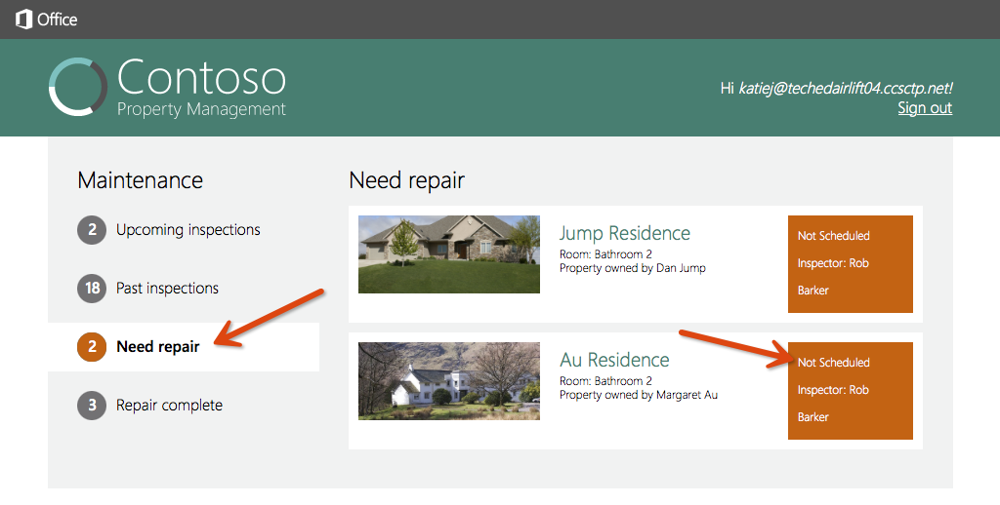 Office
Contoso
Property Management
Hi katiej@techedairlift04.ccsctp.net!
Sign out
Maintenance
2 Upcoming inspections
18 Past inspections
2 Need repair
3 Repair complete
Need repair
Jump Residence
Room: Bathroom 2
Property owned by Dan Jump
Not Scheduled
Inspector: Rob
Barker
Au Residence
Room: Bathroom 2
Property owned by Margaret Au
Not Scheduled
Inspector: Rob
Barker